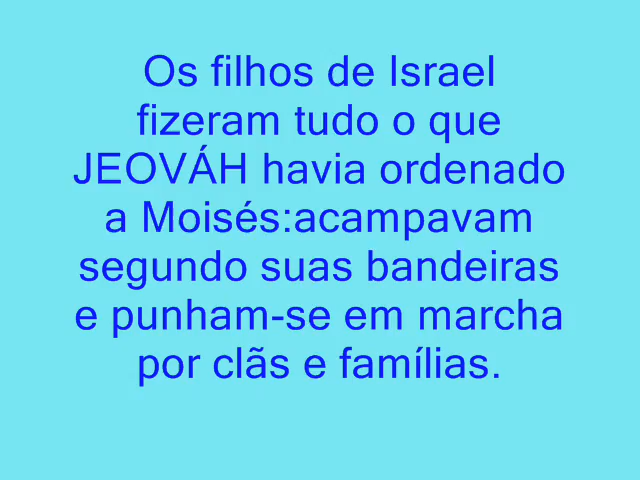 Os filhos de Israel
fizeram tudo o que
JEOVÁH havia ordenado
a Moisés:acampavam
segundo suas bandeiras
e punham-se em marcha
por clãs e famílias.